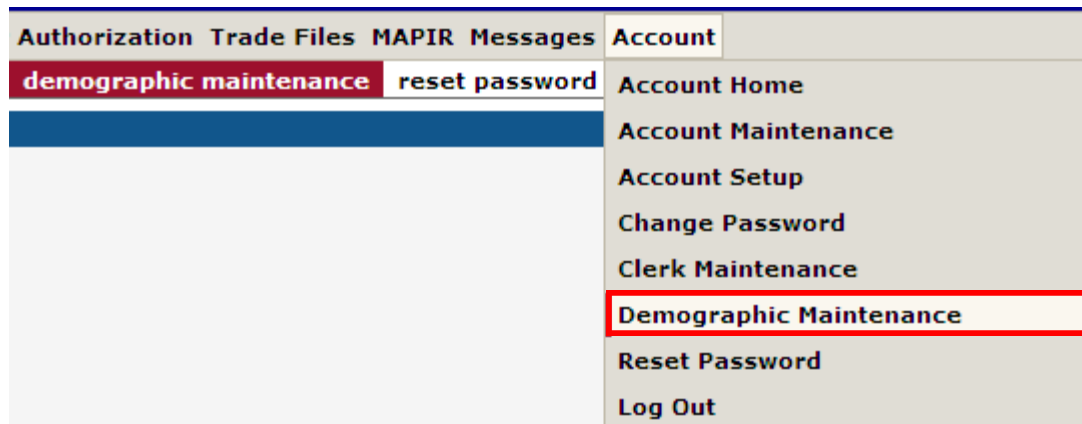 Authorization Trade Files MAPIR Messages Account
demographic maintenance reset password
Account Home
Account Maintenance
Account Setup
Change Password
Clerk Maintenance
Demographic Maintenance
Reset Password
Log Out